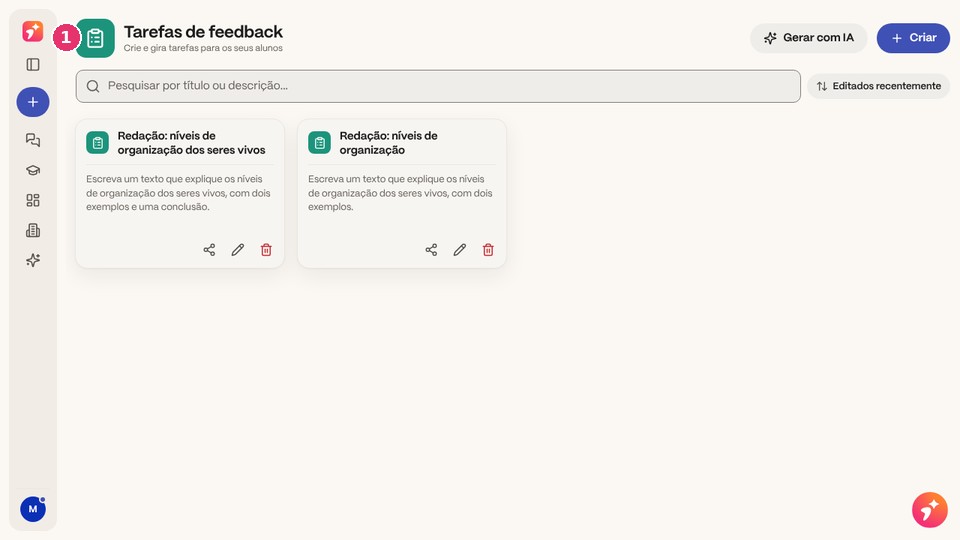 1
Tarefas de feedback
Crie e gira tarefas para os seus alunos
Gerar com IA
Criar
Pesquisar por título ou descrição...
Editados recentemente
Redação: níveis de
organização dos seres vivos
Escreva um texto que explique os níveis
de organização dos seres vivos, com dois
exemplos e uma conclusão.
Redação: níveis de
organização
Escreva um texto que explique os níveis
de organização dos seres vivos, com dois
exemplos.
M